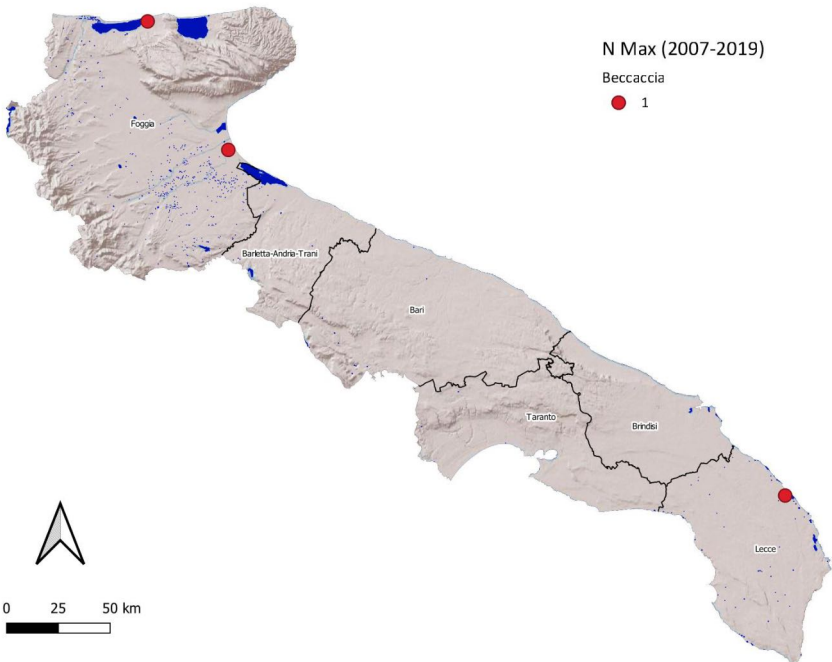 N Max (2007-2019)
Beccaccia
1
Foggia
Barletta-Andria-Trani
Bari
Taranto
Brindisi
Lecce
0 25 50 km